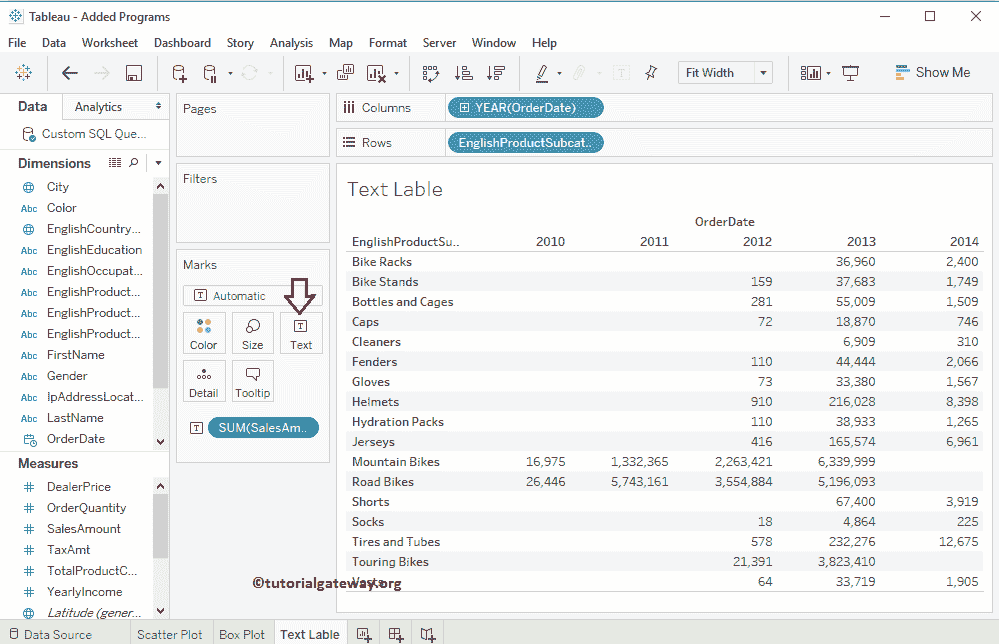 Tableau - Added Programs
File Data Worksheet Dashboard Story Analysis Map Format Server Window Help
Fit Width
Show Me
Data Analytics
Custom SQL Que...
Dimensions
City
Abc Color
EnglishCountry...
Abc EnglishEducation
Abc EnglishOccupat...
Abc EnglishProduct...
Abc EnglishProduct...
Abc EnglishProduct...
Abc FirstName
Abc Gender
Abc IpAddressLocat...
Abc LastName
OrderDate
Measures
# DealerPrice
# OrderQuantity
# SalesAmount
# TaxAmt
# TotalProductC...
# YearlyIncome
Latitude (gener...
Pages
Filters
Marks
T Automatic
Color Size T Text
Detail Tooltip
T SUM(SalesAm..
Columns YEAR(OrderDate)
Rows EnglishProductSubcat..
Text Lable
OrderDate
EnglishProductSu.. 2010 2011 2012 2013 2014
Bike Racks 36,960 2,400
Bike Stands 159 37,683 1,749
Bottles and Cages 281 55,009 1,509
Caps 72 18,870 746
Cleaners 6,909 310
Fenders 110 44,444 2,066
Gloves 73 33,380 1,567
Helmets 910 216,028 8,398
Hydration Packs 110 38,933 1,265
Jerseys 416 165,574 6,961
Mountain Bikes 16,975 1,332,365 2,263,421 6,339,999
Road Bikes 26,446 5,743,161 3,554,884 5,196,093
Shorts 67,400 3,919
Socks 18 4,864 225
Tires and Tubes 578 232,276 12,675
Touring Bikes 21,391 3,823,410
Vests 64 33,719 1,905
©tutorialgateway.org
Data Source Scatter Plot Box Plot Text Lable